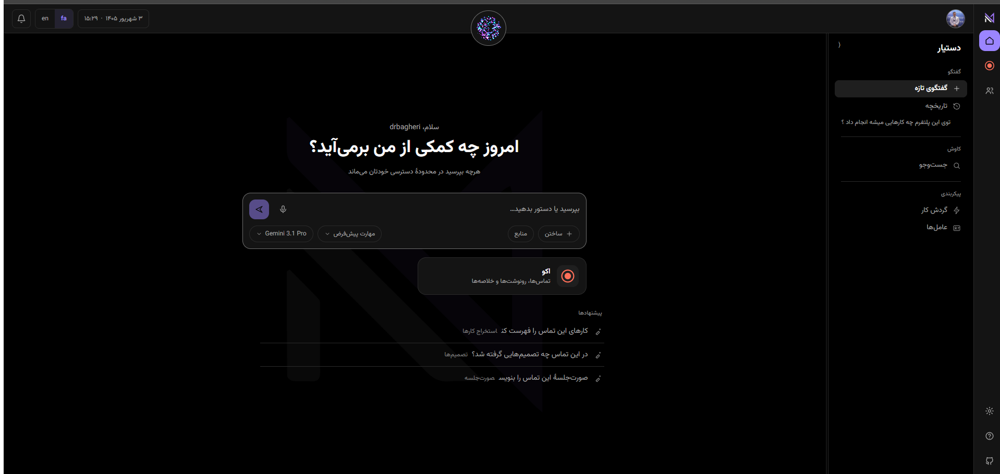 ۳ شهریور ۱۴۰۵ · ۱۵:۲۹
fa
en
دستیار
گفتگو
گفتگوی تازه
تاریخچه
توی این پلتفرم چه کارهایی میشه انجام داد ؟
کاوش
جست‌وجو
پیکربندی
گردش کار
عامل‌ها
سلام، drbagheri
امروز چه کمکی از من برمی‌آید؟
هرچه بپرسید در محدودهٔ دسترسی خودتان می‌ماند
بپرسید یا دستور بدهید...
ساختن
منابع
مهارت پیش‌فرض
Gemini 3.1 Pro
اکو
تماس‌ها، رونوشت‌ها و خلاصه‌ها
پیشنهادها
کارهای این تماس را فهرست کن استخراج کارها
در این تماس چه تصمیم‌هایی گرفته شد؟ تصمیم‌ها
صورت‌جلسهٔ این تماس را بنویس صورت‌جلسه